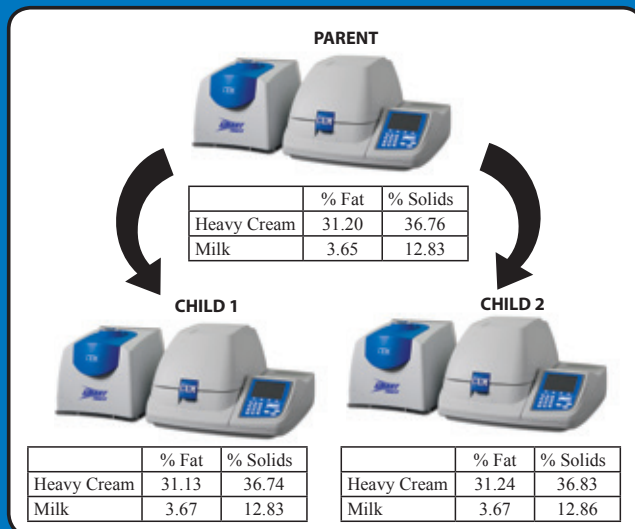 PARENT
% Fat % Solids
Heavy Cream 31.20 36.76
Milk 3.65 12.83
CHILD 1
CHILD 2
% Fat % Solids
Heavy Cream 31.13 36.74
Milk 3.67 12.83
% Fat % Solids
Heavy Cream 31.24 36.83
Milk 3.67 12.86